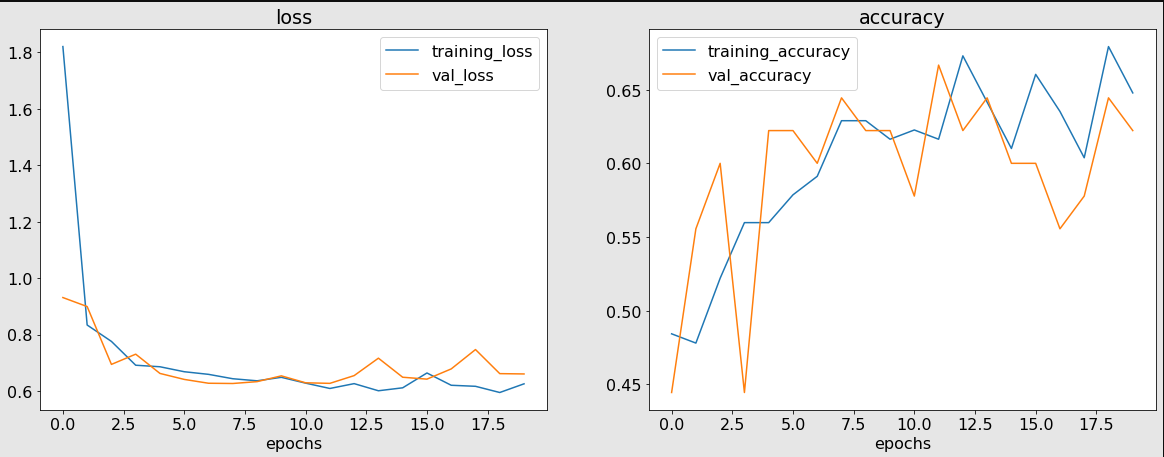 loss
1.8
1.6
1.4
1.2
1.0
0.8
0.6
training_loss
val_loss
0.0 2.5 5.0 7.5 10.0 12.5 15.0 17.5
epochs
accuracy
0.65
0.60
0.55
0.50
0.45
training_accuracy
val_accuracy
0.0 2.5 5.0 7.5 10.0 12.5 15.0 17.5
epochs